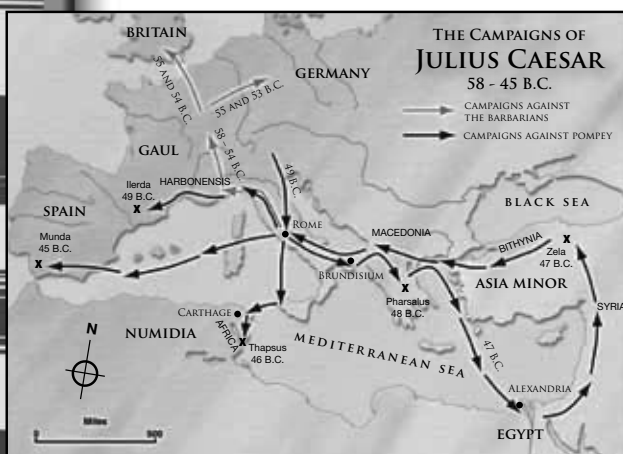 THE CAMPAIGNS OF
JULIUS CAESAR
58 - 45 B.C.
CAMPAIGNS AGAINST
THE BARBARIANS
CAMPAIGNS AGAINST POMPEY
BRITAIN
GERMANY
55 AND 54 B.C.
55 AND 53 B.C.
58 - 54 B.C.
GAUL
HARBONENSIS
Ilerda
49 B.C.
49 B.C.
SPAIN
Munda
45 B.C.
ROME
MACEDONIA
BRUNDISIUM
BLACK SEA
BITHYNIA
Zela
47 B.C.
ASIA MINOR
Pharsalus
48 B.C.
SYRIA
CARTHAGE
NUMIDIA
AFRICA
Thapsus
46 B.C.
MEDITERRANEAN SEA
47 B.C.
ALEXANDRIA
EGYPT
N
Miles
0 500